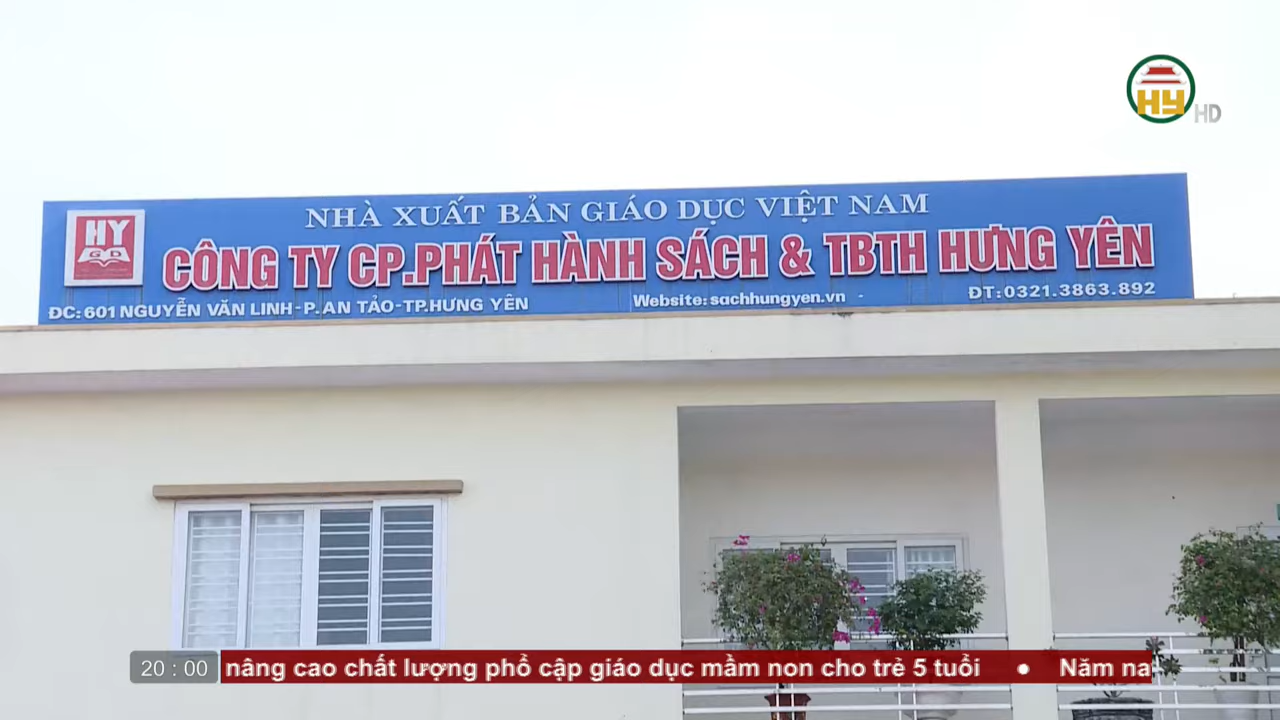 HY
HD
NHÀ XUẤT BẢN GIÁO DỤC VIỆT NAM
HY
GD
CÔNG TY CP.PHÁT HÀNH SÁCH & TBTH HƯNG YÊN
ĐC: 601 NGUYỄN VĂN LINH-P.AN TẢO-TP.HƯNG YÊN
Website: sachhungyen.vn -
ĐT:0321.3863.892
20 : 00
nâng cao chất lượng phổ cập giáo dục mầm non cho trẻ 5 tuổi • Năm na